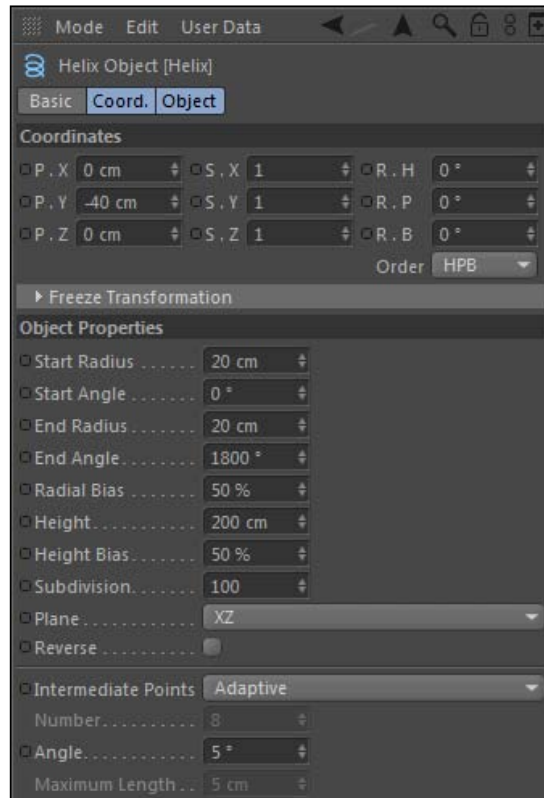 Mode Edit User Data
Helix Object [Helix]
Basic Coord. Object
Coordinates
P . X 0 cm S . X 1 R . H 0 °
P . Y -40 cm S . Y 1 R . P 0 °
P . Z 0 cm S . Z 1 R . B 0 °
Order HPB
Freeze Transformation
Object Properties
Start Radius . . . . . . 20 cm
Start Angle . . . . . . . 0 °
End Radius . . . . . . . 20 cm
End Angle. . . . . . . . 1800 °
Radial Bias . . . . . . . 50 %
Height. . . . . . . . . . . 200 cm
Height Bias. . . . . . . 50 %
Subdivision. . . . . . . 100
Plane . . . . . . . . . . . . XZ
Reverse . . . . . . . . . .
Intermediate Points Adaptive
Number. . . . . . . . . . 8
Angle. . . . . . . . . . . . 5 °
Maximum Length . . 5 cm